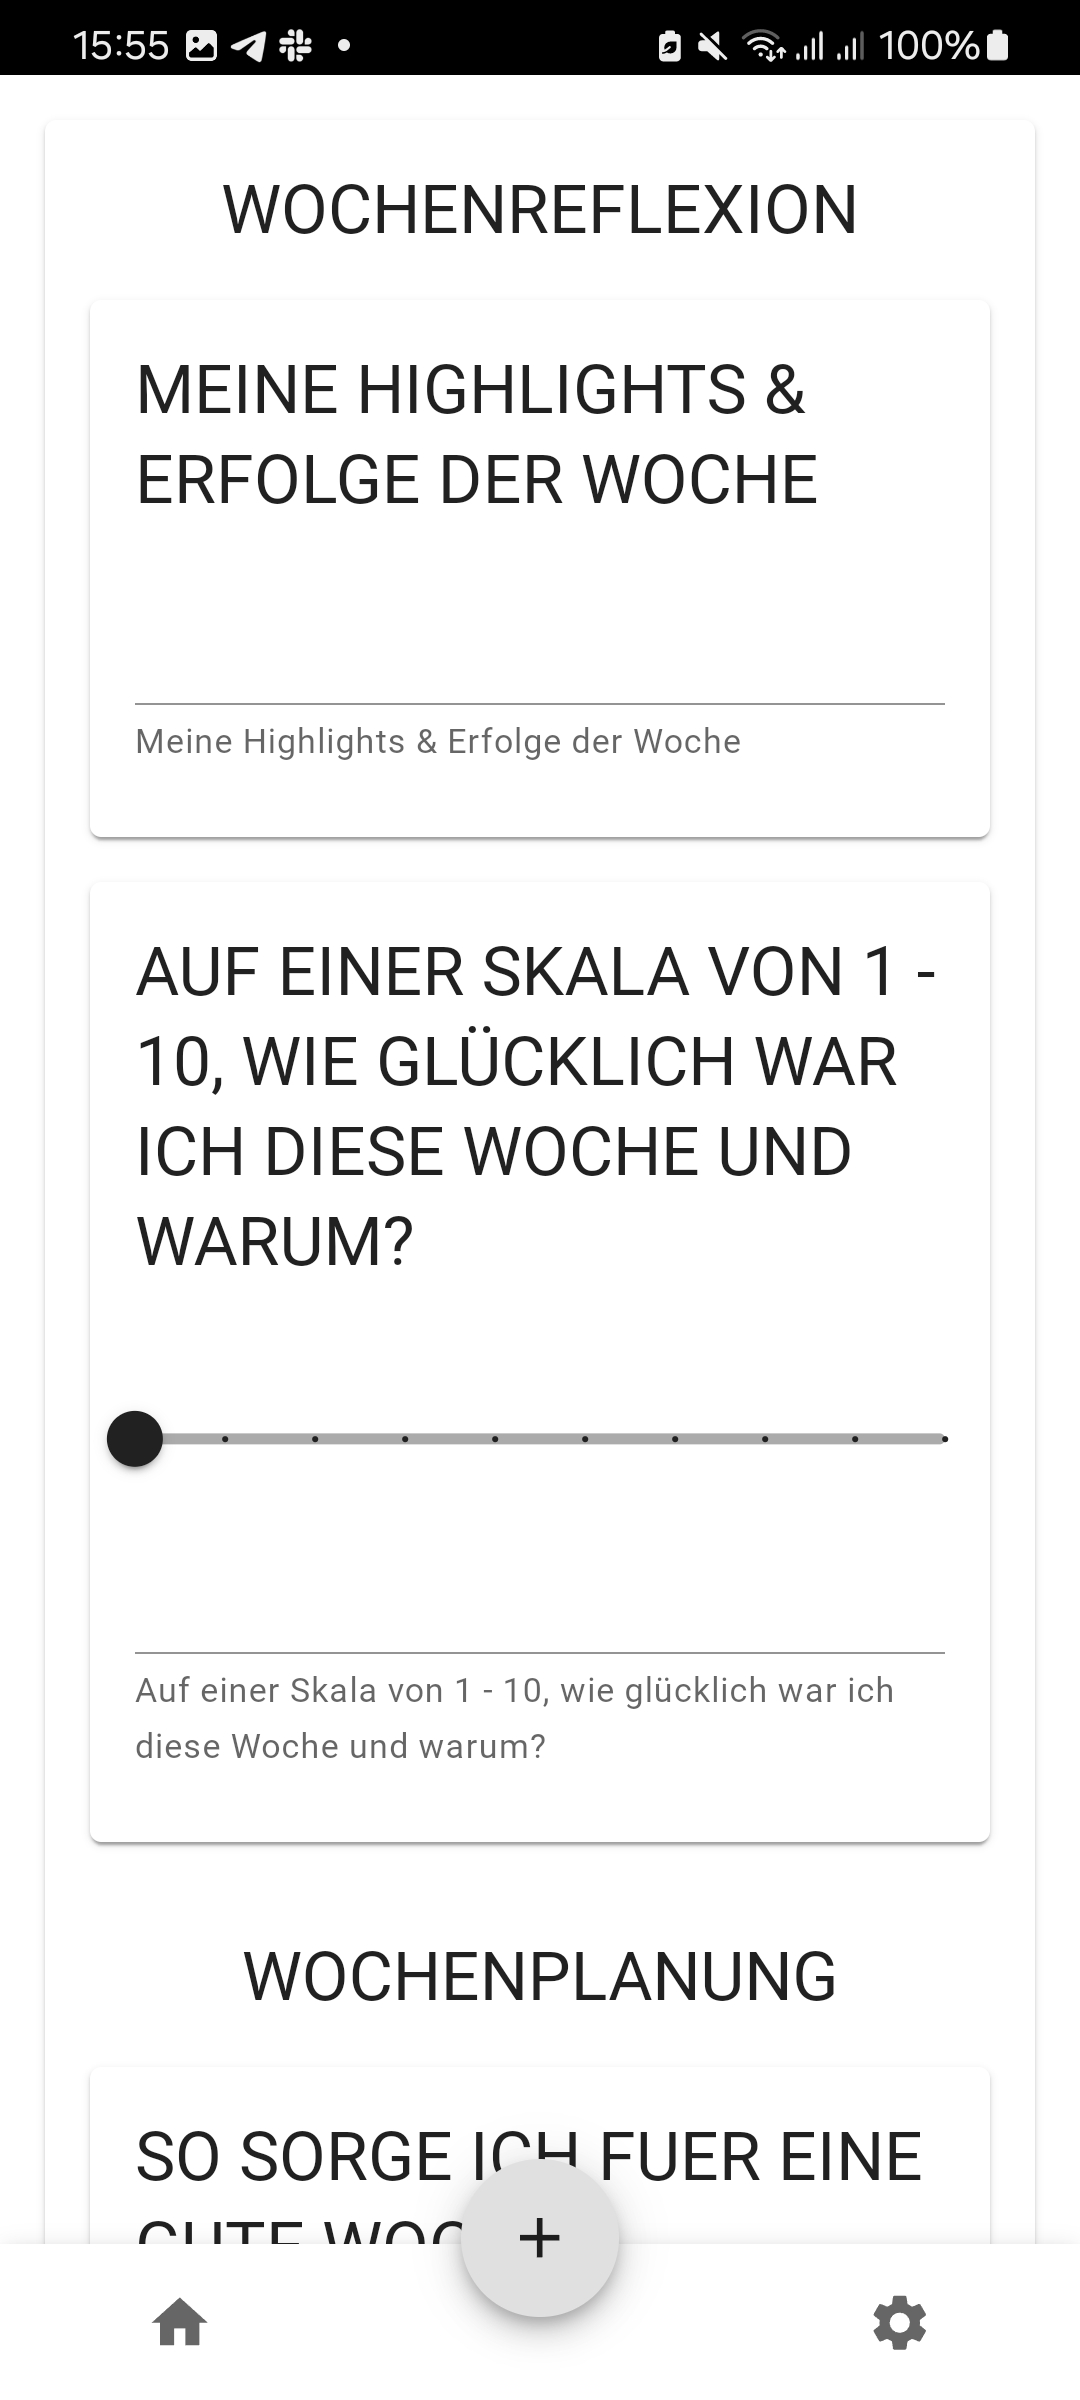 15:55
100%
WOCHENREFLEXION
MEINE HIGHLIGHTS &
ERFOLGE DER WOCHE
Meine Highlights & Erfolge der Woche
AUF EINER SKALA VON 1 -
10, WIE GLÜCKLICH WAR
ICH DIESE WOCHE UND
WARUM?
Auf einer Skala von 1 - 10, wie glücklich war ich
diese Woche und warum?
WOCHENPLANUNG
SO SORGE ICH FUER EINE
GUTE